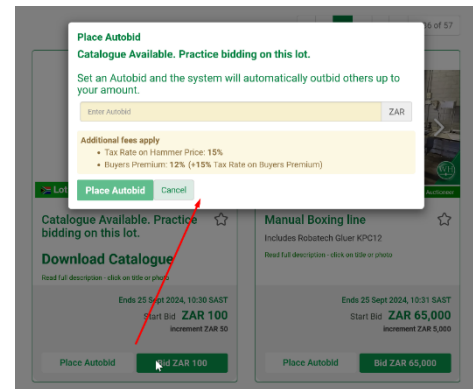 of 57
Place Autobid
Catalogue Available. Practice bidding on this lot.
Set an Autobid and the system will automatically outbid others up to
your amount.
Enter Autobid
ZAR
Additional fees apply
• Tax Rate on Hammer Price: 15%
• Buyers Premium: 12% (+15% Tax Rate on Buyers Premium)
Place Autobid
Cancel
Lot
WH
Catalogue Available. Practice
bidding on this lot.
Download Catalogue
Read full description - click on title or photo
Ends 25 Sept 2024, 10:30 SAST
Start Bid ZAR 100
increment ZAR 50
Place Autobid
Bid ZAR 100
Manual Boxing line
Includes Robatech Gluer KPC12
Read full description - click on title or photo
Ends 25 Sept 2024, 10:31 SAST
Start Bid ZAR 65,000
increment ZAR 5,000
Place Autobid
Bid ZAR 65,000